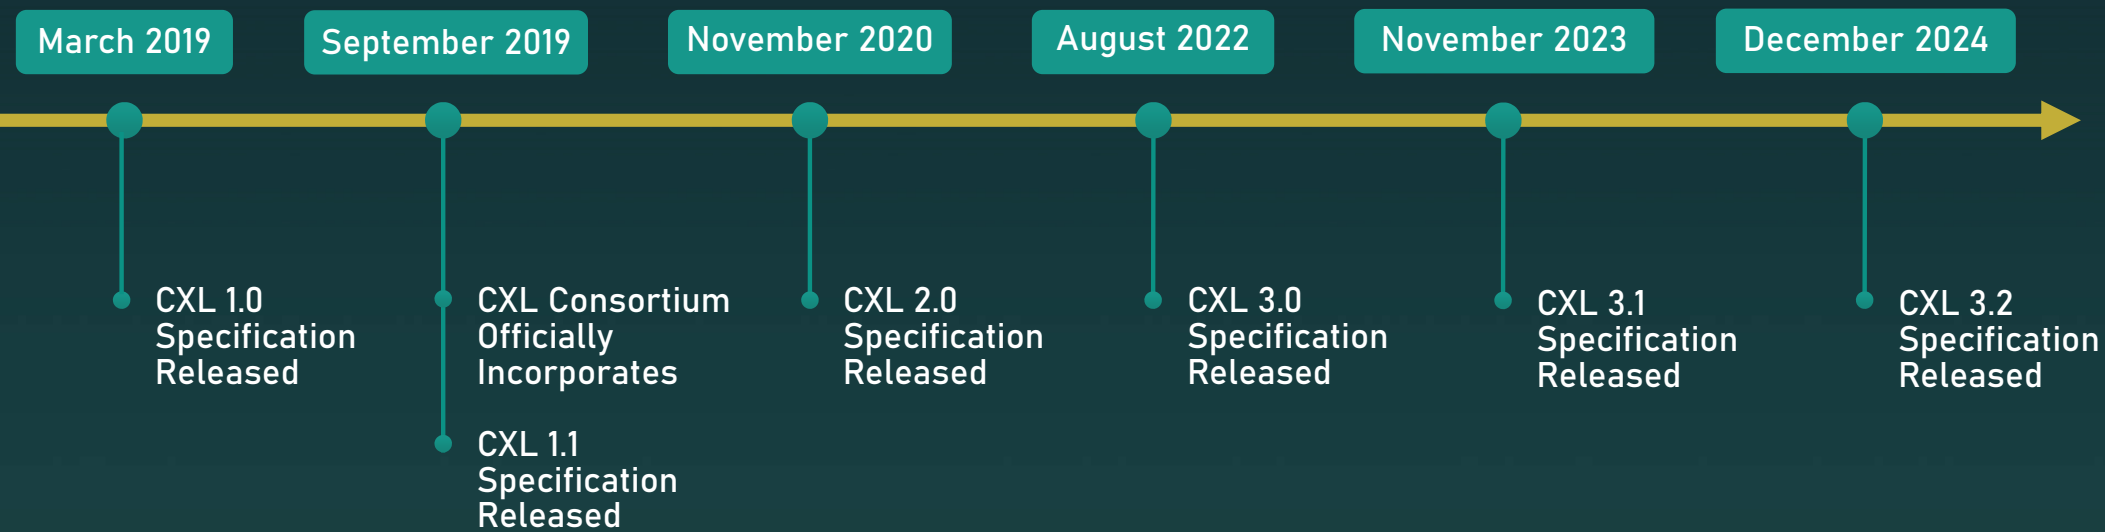 March 2019
September 2019
November 2020
August 2022
November 2023
December 2024
CXL 1.0
Specification
Released
CXL Consortium
Officially
Incorporates
CXL 1.1
Specification
Released
CXL 2.0
Specification
Released
CXL 3.0
Specification
Released
CXL 3.1
Specification
Released
CXL 3.2
Specification
Released